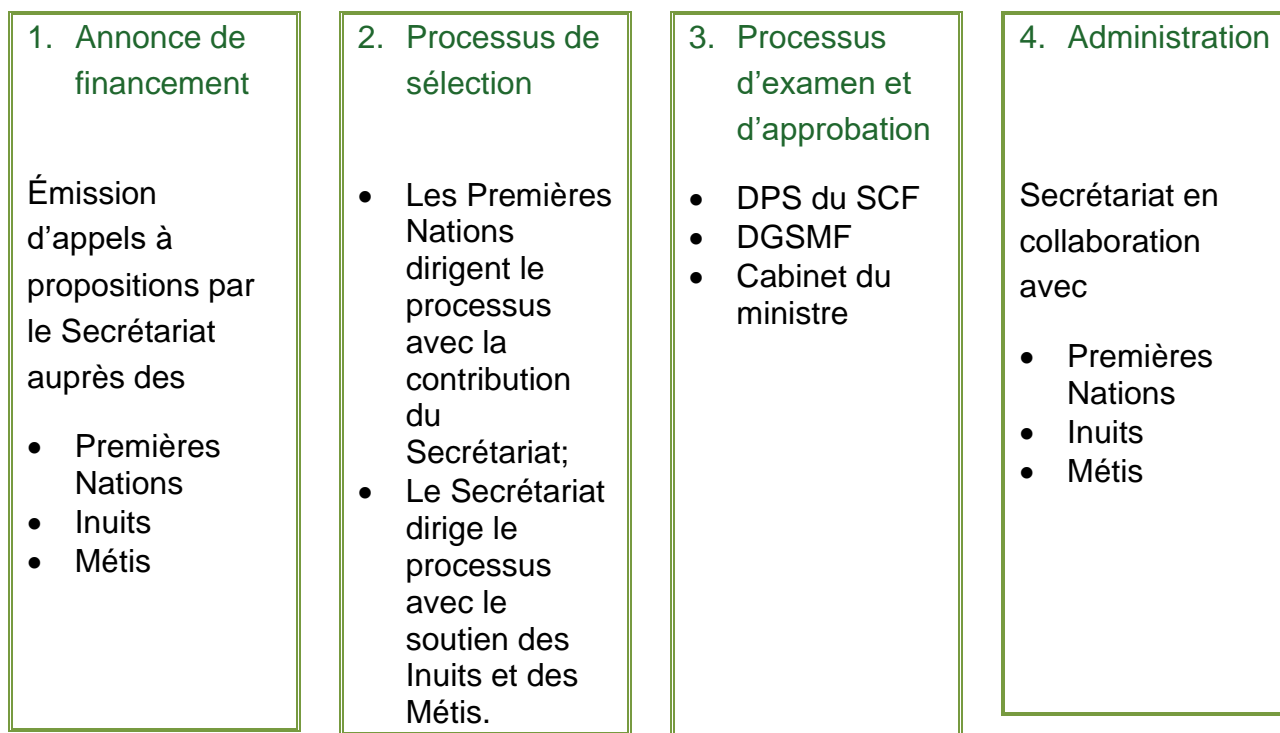 1. Annonce de
financement
Émission
d’appels à
propositions par
le Secrétariat
auprès des
• Premières
Nations
• Inuits
• Métis
2. Processus de
sélection
• Les Premières
Nations
dirigent le
processus
avec la
contribution
du
Secrétariat;
• Le Secrétariat
dirige le
processus
avec le
soutien des
Inuits et des
Métis.
3. Processus
d’examen et
d’approbation
• DPS du SCF
• DGSMF
• Cabinet du
ministre
4. Administration
Secrétariat en
collaboration
avec
• Premières
Nations
• Inuits
• Métis